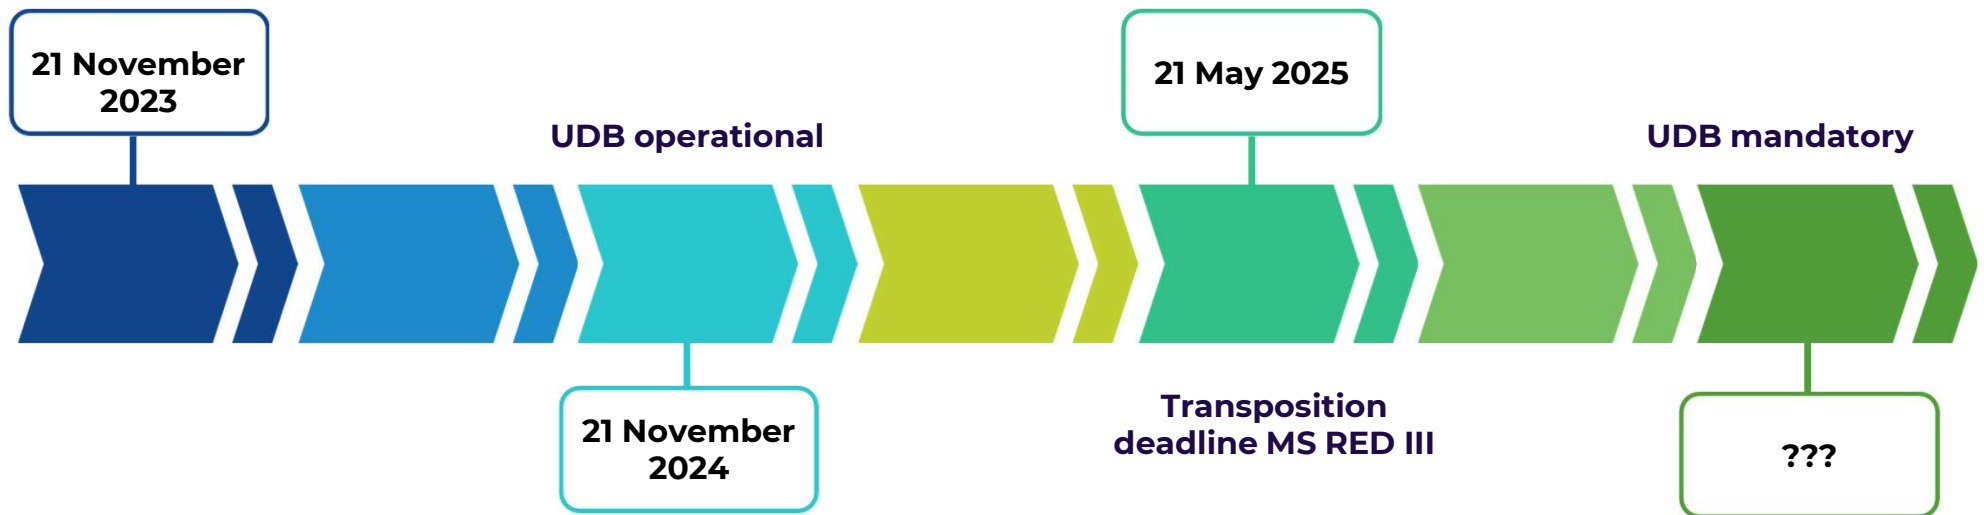 21 November
2023
UDB operational
21 November
2024
21 May 2025
Transposition
deadline MS RED III
UDB mandatory
???